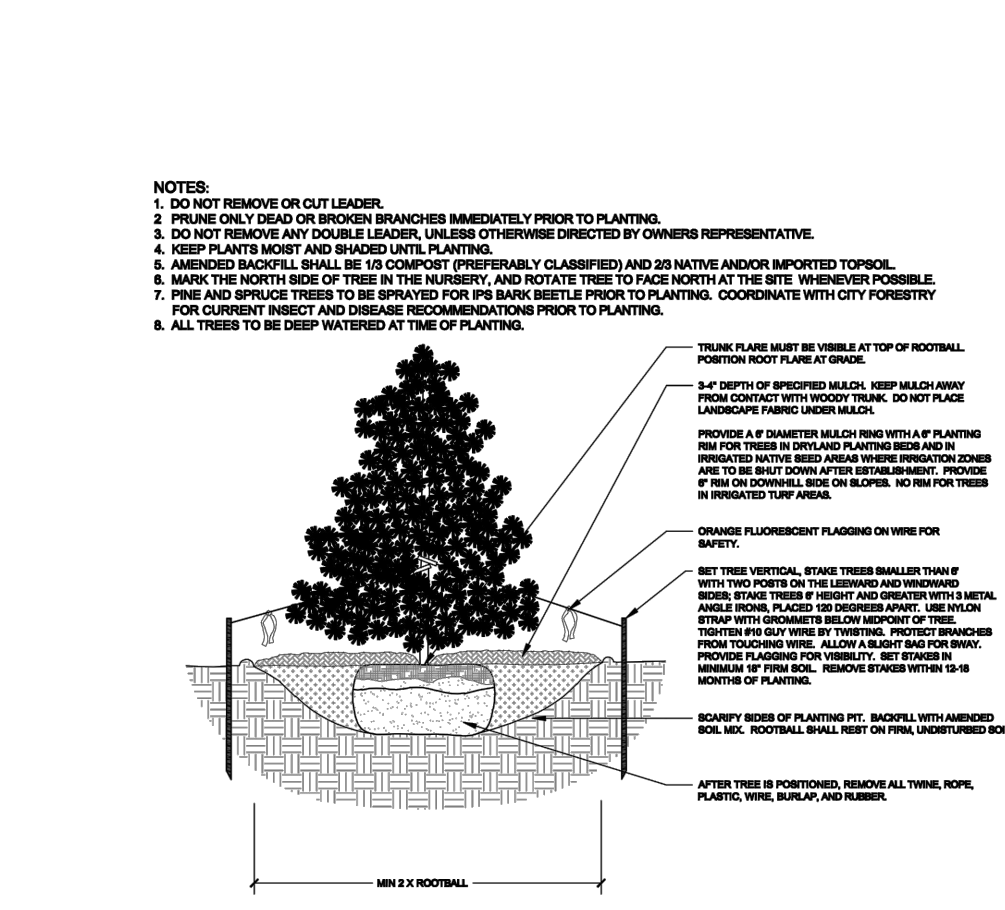 NOTES:
1. DO NOT REMOVE OR CUT LEADER.
2 PRUNE ONLY DEAD OR BROKEN BRANCHES IMMEDIATELY PRIOR TO PLANTING.
3. DO NOT REMOVE ANY DOUBLE LEADER, UNLESS OTHERWISE DIRECTED BY OWNERS REPRESENTATIVE.
4. KEEP PLANTS MOIST AND SHADED UNTIL PLANTING.
5. AMENDED BACKFILL SHALL BE 1/3 COMPOST (PREFERABLY CLASSIFIED) AND 2/3 NATIVE AND/OR IMPORTED TOPSOIL.
6. MARK THE NORTH SIDE OF TREE IN THE NURSERY, AND ROTATE TREE TO FACE NORTH AT THE SITE WHENEVER POSSIBLE.
7. PINE AND SPRUCE TREES TO BE SPRAYED FOR IPS BARK BEETLE PRIOR TO PLANTING. COORDINATE WITH CITY FORESTRY
FOR CURRENT INSECT AND DISEASE RECOMMENDATIONS PRIOR TO PLANTING.
8. ALL TREES TO BE DEEP WATERED AT TIME OF PLANTING.
TRUNK FLARE MUST BE VISIBLE AT TOP OF ROOTBALL.
POSITION ROOT FLARE AT GRADE.
3-4" DEPTH OF SPECIFIED MULCH. KEEP MULCH AWAY
FROM CONTACT WITH WOODY TRUNK. DO NOT PLACE
LANDSCAPE FABRIC UNDER MULCH.
PROVIDE A 6' DIAMETER MULCH RING WITH A 6" PLANTING
RIM FOR TREES IN DRYLAND PLANTING BEDS AND IN
IRRIGATED NATIVE SEED AREAS WHERE IRRIGATION ZONES
ARE TO BE SHUT DOWN AFTER ESTABLISHMENT. PROVIDE
6" RIM ON DOWNHILL SIDE ON SLOPES. NO RIM FOR TREES
IN IRRIGATED TURF AREAS.
ORANGE FLUORESCENT FLAGGING ON WIRE FOR
SAFETY.
SET TREE VERTICAL, STAKE TREES SMALLER THAN 6'
WITH TWO POSTS ON THE LEEWARD AND WINDWARD
SIDES; STAKE TREES 6' HEIGHT AND GREATER WITH 3 METAL
ANGLE IRONS, PLACED 120 DEGREES APART. USE NYLON
STRAP WITH GROMMETS BELOW MIDPOINT OF TREE.
TIGHTEN #10 GUY WIRE BY TWISTING. PROTECT BRANCHES
FROM TOUCHING WIRE. ALLOW A SLIGHT SAG FOR SWAY.
PROVIDE FLAGGING FOR VISIBILITY. SET STAKES IN
MINIMUM 18" FIRM SOIL. REMOVE STAKES WITHIN 12-18
MONTHS OF PLANTING.
SCARIFY SIDES OF PLANTING PIT. BACKFILL WITH AMENDED
SOIL MIX. ROOTBALL SHALL REST ON FIRM, UNDISTURBED SOI
AFTER TREE IS POSITIONED, REMOVE ALL TWINE, ROPE,
PLASTIC, WIRE, BURLAP, AND RUBBER.
MIN 2 X ROOTBALL